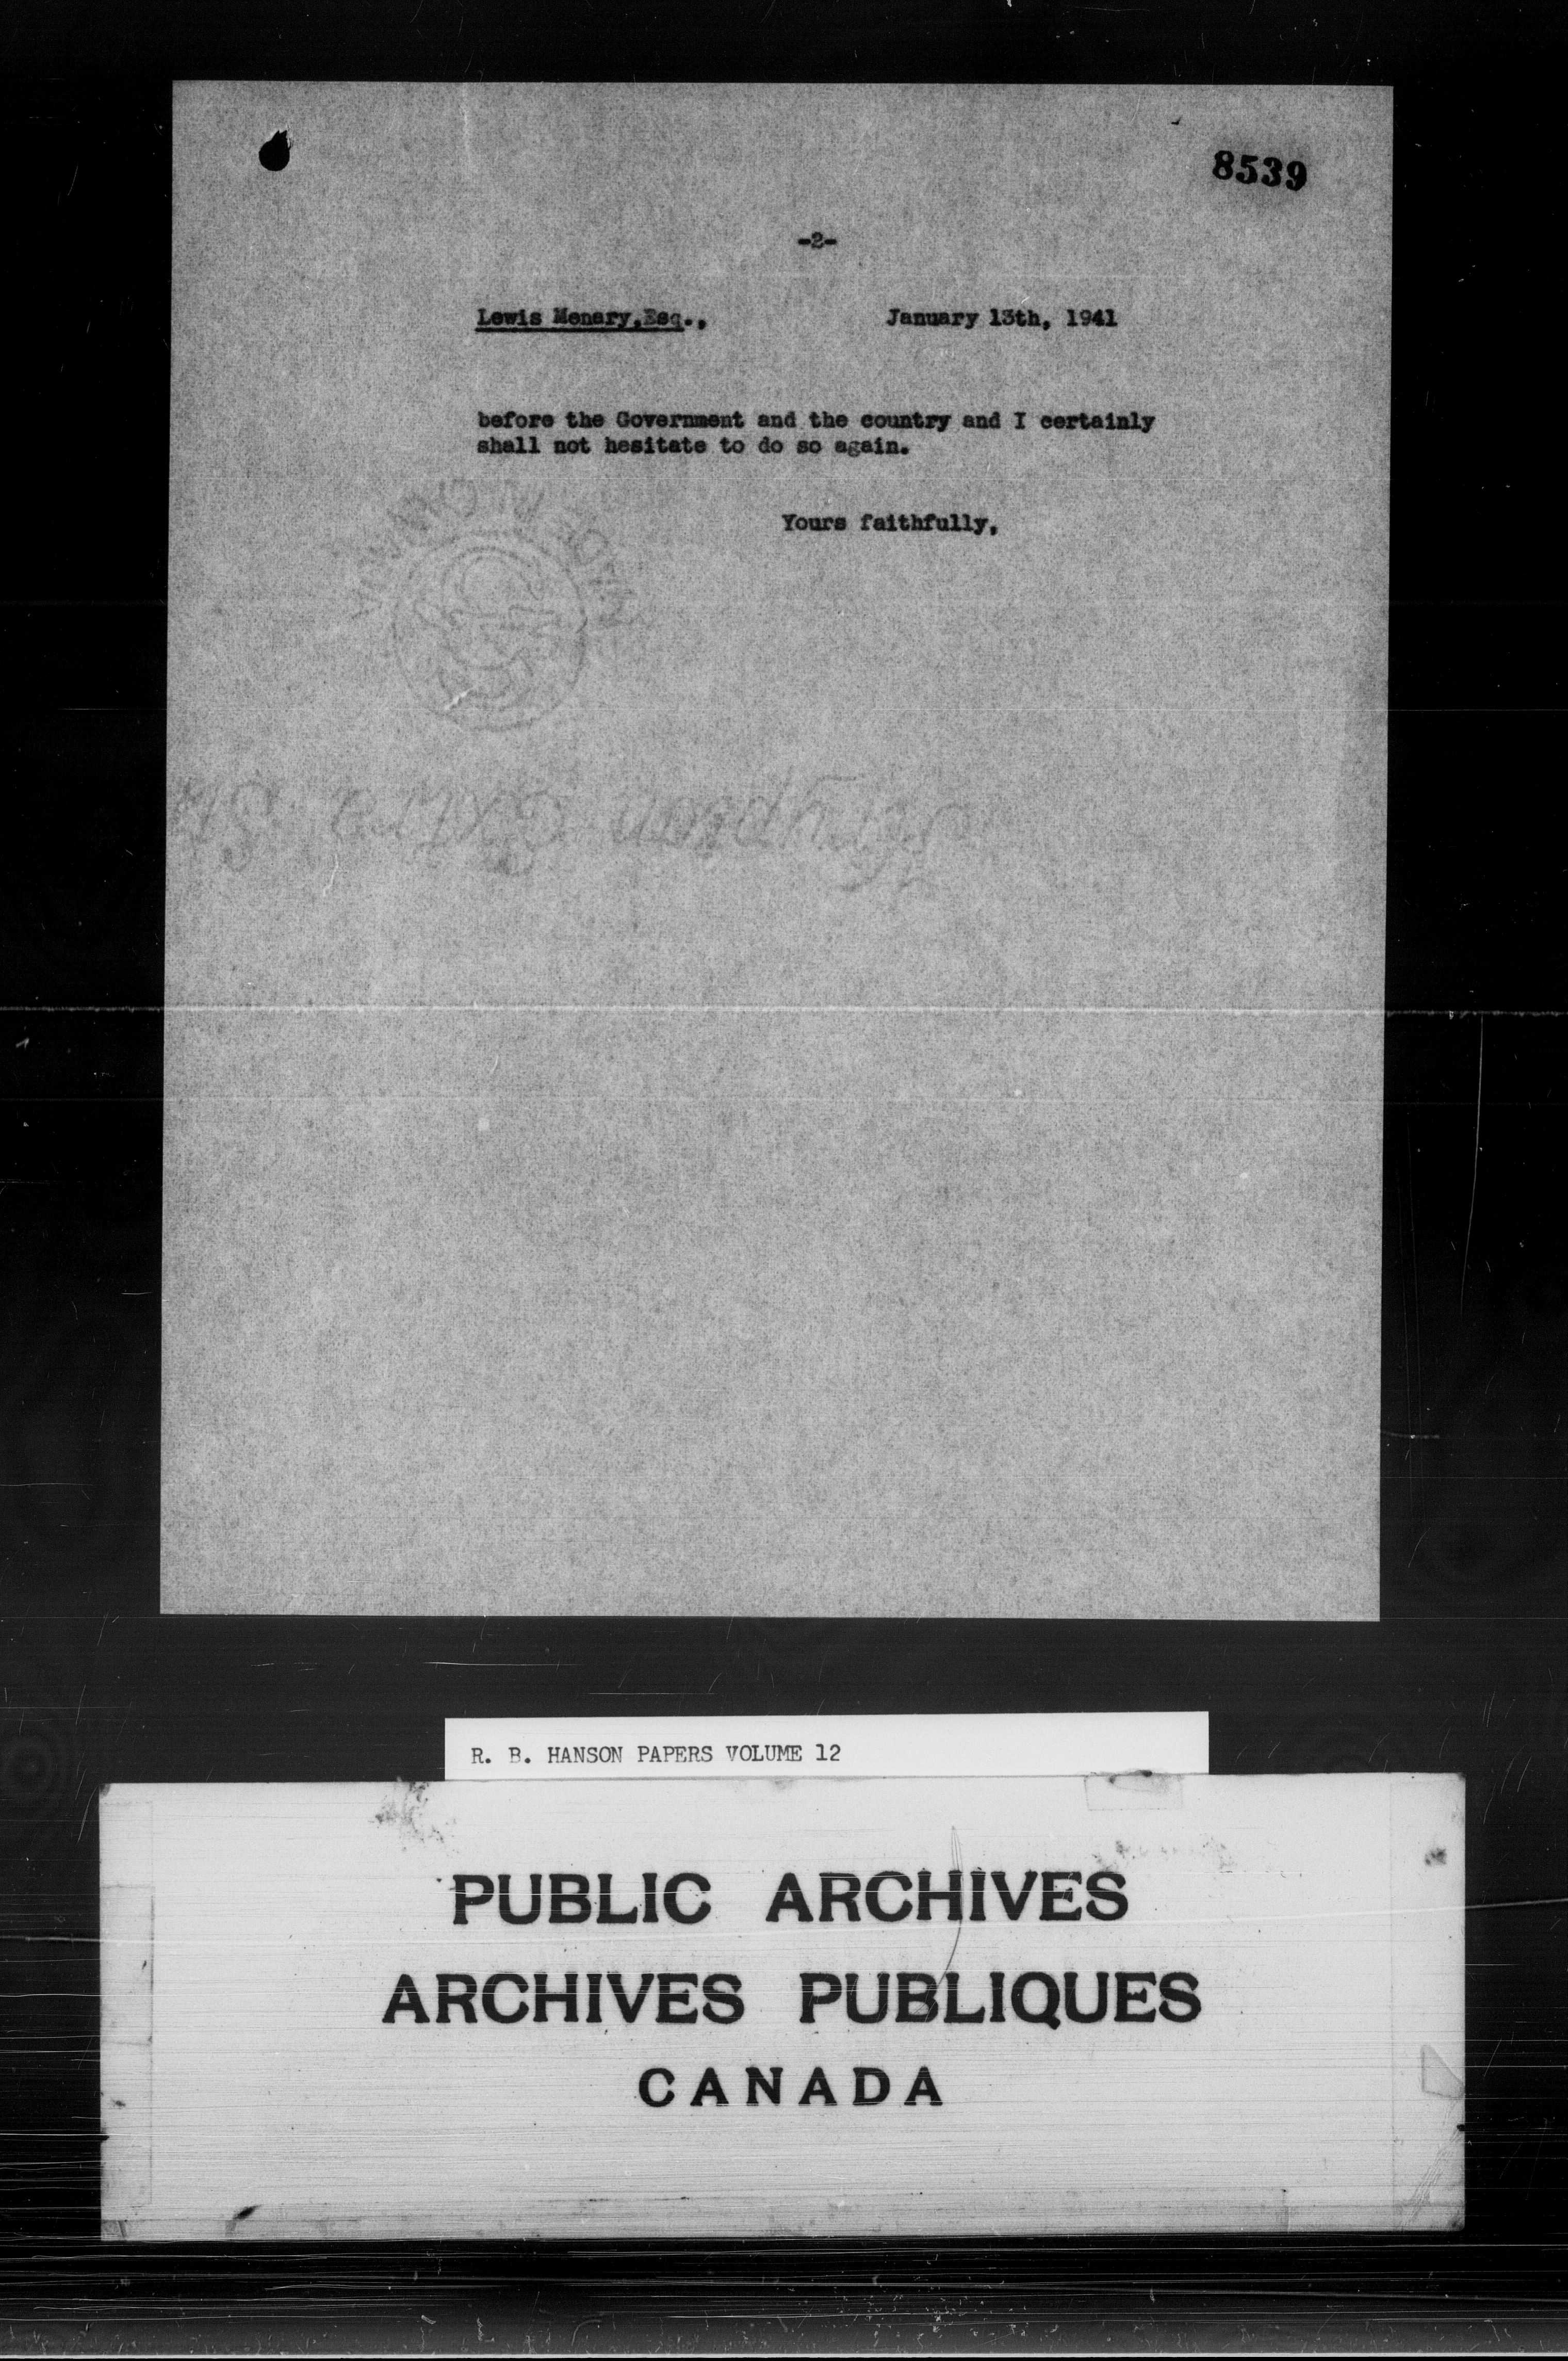 8539
-2-
Lewis Menary,Esq., January 13th, 1941
before the Government and the country and I certainly
shall not hesitate to do so again.
Yours faithfully,
R. B. HANSON PAPERS VOLUME 12
PUBLIC ARCHIVES
ARCHIVES PUBLIQUES
CANADA